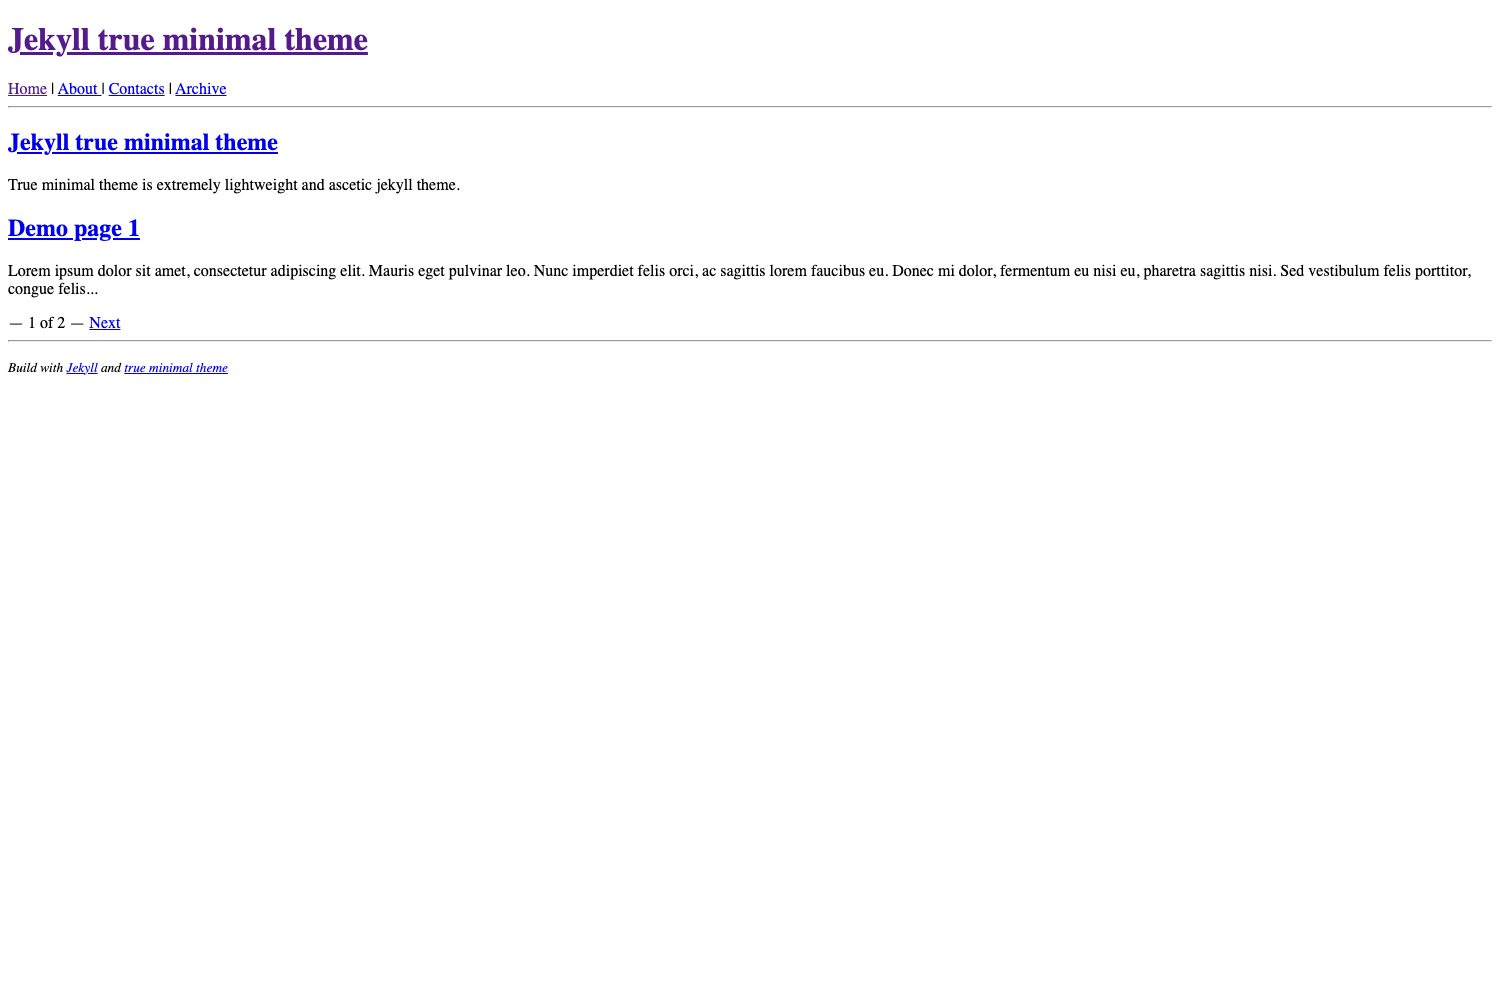 Jekyll true minimal theme
Home | About | Contacts | Archive
Jekyll true minimal theme
True minimal theme is extremely lightweight and ascetic jekyll theme.
Demo page 1
Lorem ipsum dolor sit amet, consectetur adipiscing elit. Mauris eget pulvinar leo. Nunc imperdiet felis orci, ac sagittis lorem faucibus eu. Donec mi dolor, fermentum eu nisi eu, pharetra sagittis nisi. Sed vestibulum felis porttitor,
congue felis...
— 1 of 2 — Next
Build with Jekyll and true minimal theme